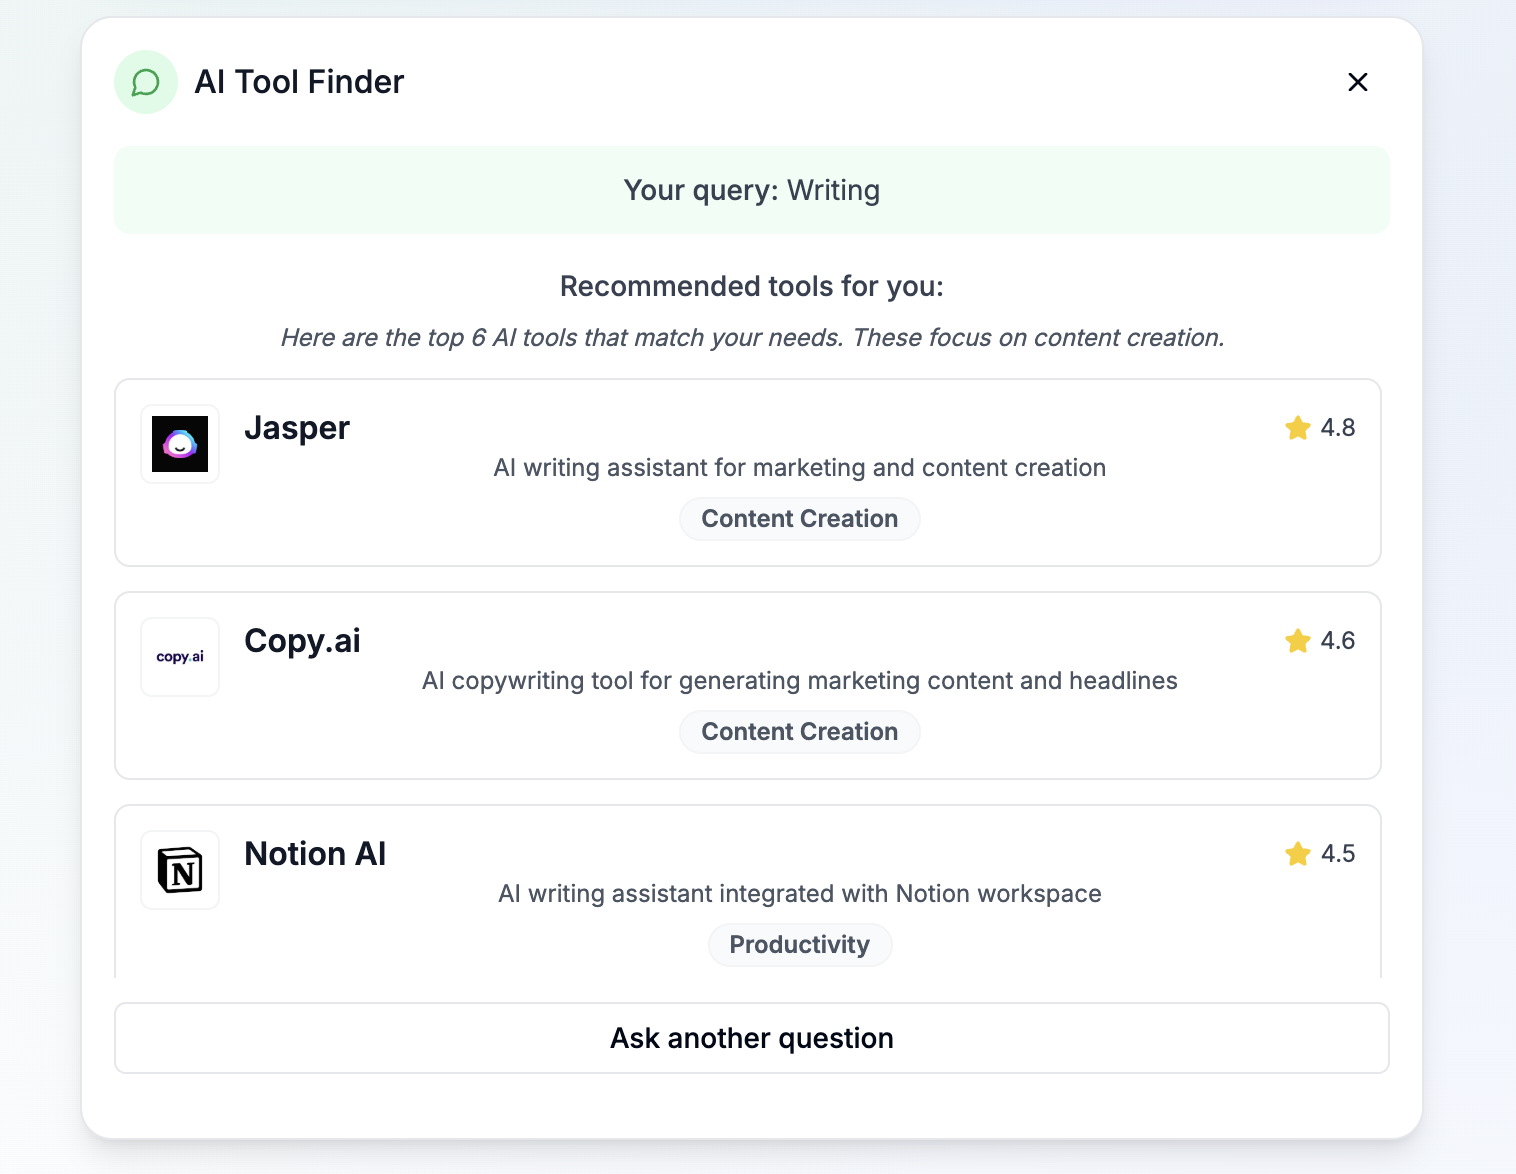 AI Tool Finder
Your query: Writing
Recommended tools for you:
Here are the top 6 AI tools that match your needs. These focus on content creation.
Jasper
4.8
AI writing assistant for marketing and content creation
Content Creation
copy.ai
Copy.ai
4.6
AI copywriting tool for generating marketing content and headlines
Content Creation
N
Notion AI
4.5
AI writing assistant integrated with Notion workspace
Productivity
Ask another question